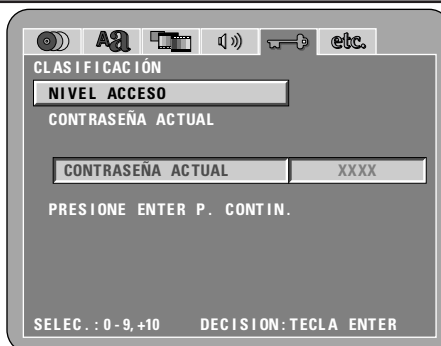 Aa etc.
CLASIFICACIÓN
NIVEL ACCESO
CONTRASEÑA ACTUAL
CONTRASEÑA ACTUAL XXXX
PRESIONE ENTER P. CONTIN.
SELEC.:0-9,+10 DECISION:TECLA ENTER